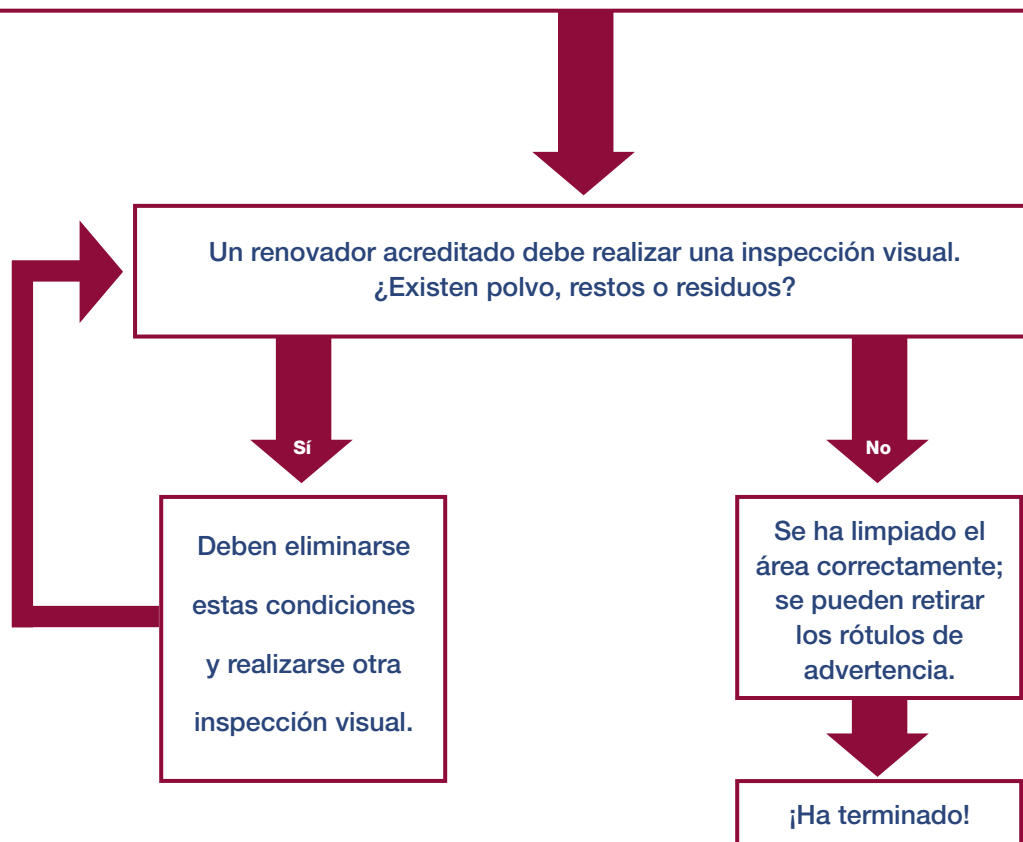 Un renovador acreditado debe realizar una inspección visual.
¿Existen polvo, restos o residuos?
Sí
No
Deben eliminarse
estas condiciones
y realizarse otra
inspección visual.
Se ha limpiado el
área correctamente;
se pueden retirar
los rótulos de
advertencia.
¡Ha terminado!